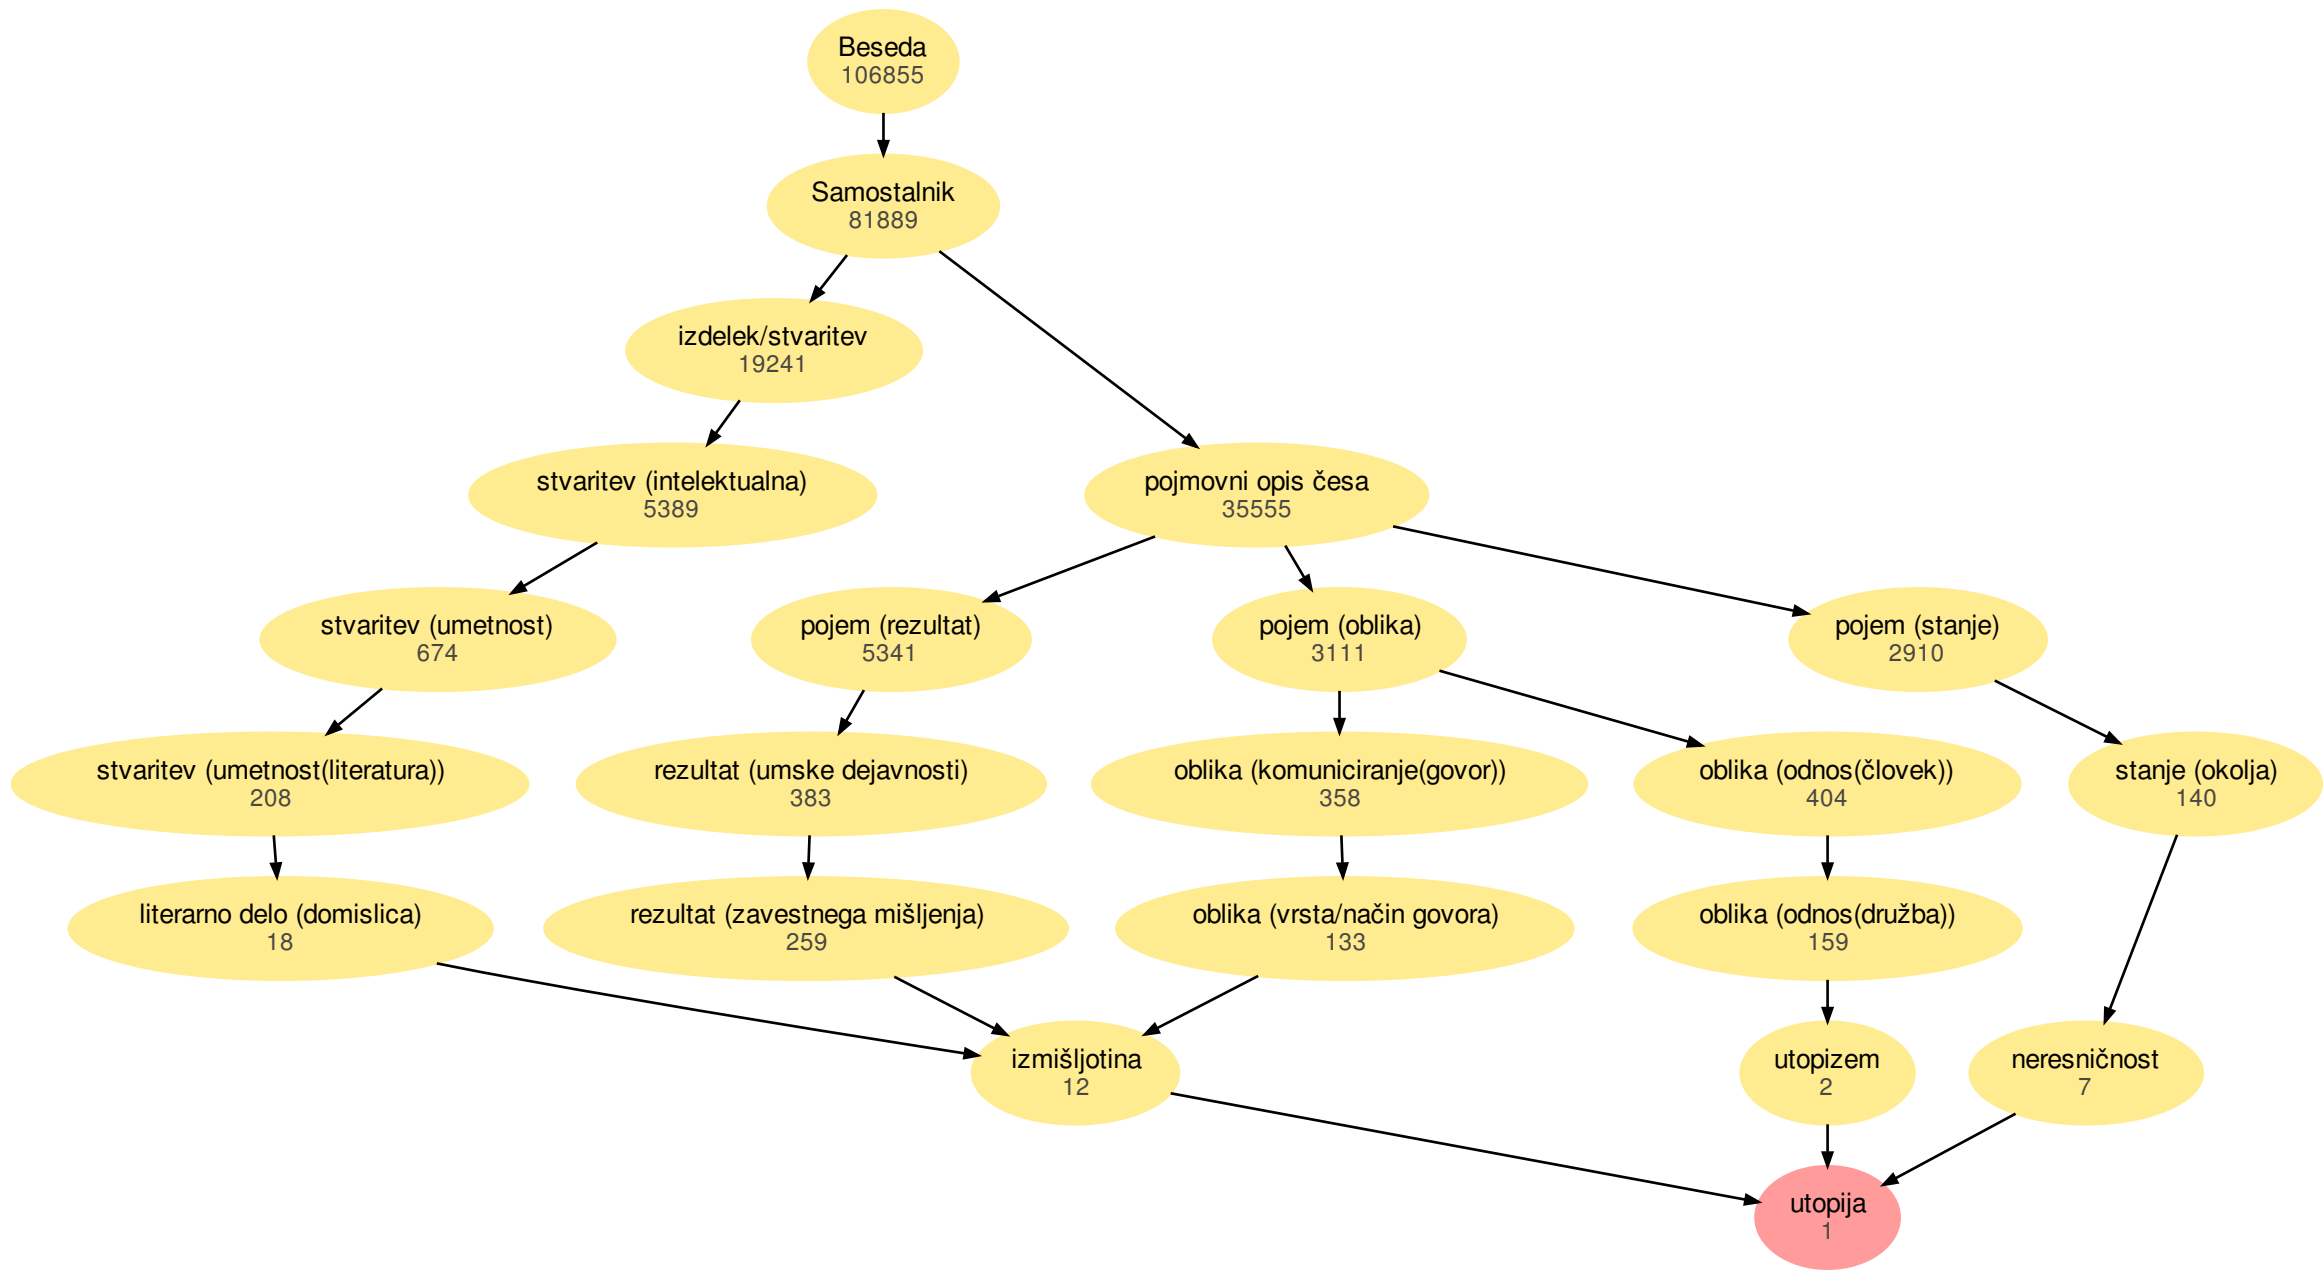 Beseda
106855
Samostalnik
81889
izdelek/stvaritev
19241
stvaritev (intelektualna)
5389
pojmovni opis česa
35555
stvaritev (umetnost)
674
pojem (rezultat)
5341
pojem (oblika)
3111
pojem (stanje)
2910
stvaritev (umetnost(literatura))
208
rezultat (umske dejavnosti)
383
oblika (komuniciranje(govor))
358
oblika (odnos(človek))
404
stanje (okolja)
140
literarno delo (domislica)
18
rezultat (zavestnega mišljenja)
259
oblika (vrsta/način govora)
133
oblika (odnos(družba))
159
izmišljotina
12
utopizem
2
neresničnost
7
utopija
1